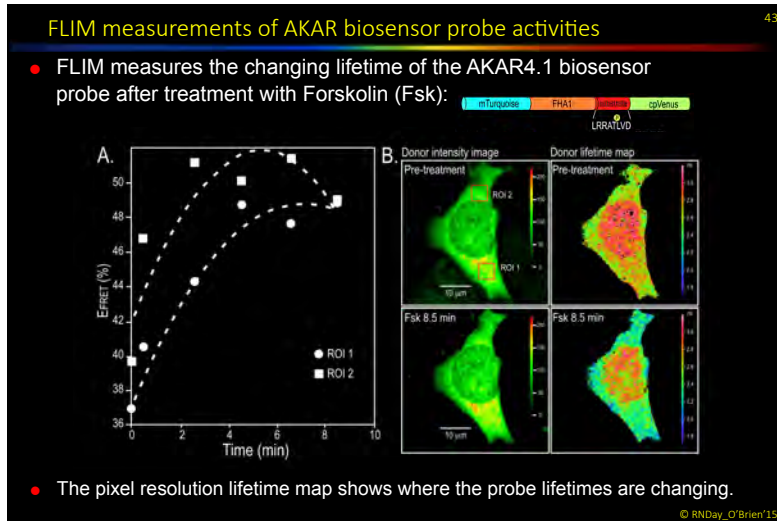 FLIM measurements of AKAR biosensor probe activities
43
● FLIM measures the changing lifetime of the AKAR4.1 biosensor
probe after treatment with Forskolin (Fsk):
mTurquoise FHA1 substrate cpVenus
P
LRRATLVD
A.
EFRET (%)
50
48
46
44
42
40
38
36
0 2 4 6 8 10
Time (min)
ROI 1
ROI 2
B.
Donor intensity image
Donor lifetime map
Pre-treatment
Pre-treatment
ROI 2
ROI 1
10 µm
Fsk 8.5 min
Fsk 8.5 min
10 µm
● The pixel resolution lifetime map shows where the probe lifetimes are changing.
© RNDay_O'Brien'15